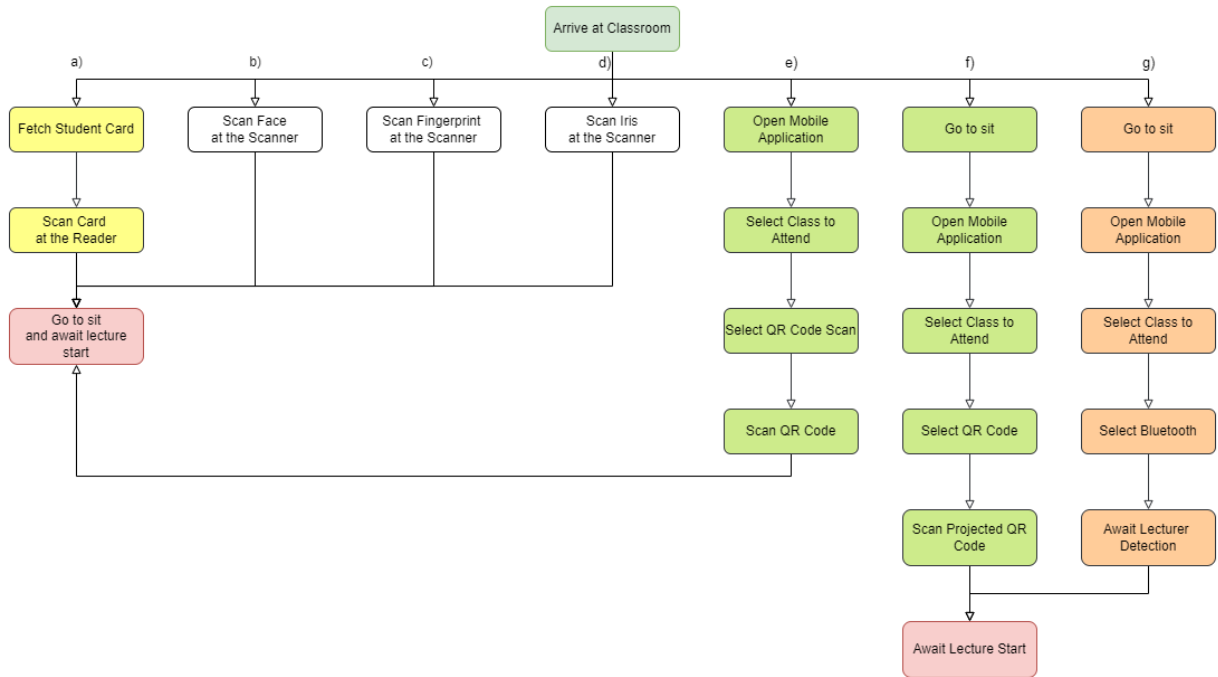 Arrive at Classroom
a)
b)
c)
d)
e)
f)
g)
Fetch Student Card
Scan Face
at the Scanner
Scan Fingerprint
at the Scanner
Scan Iris
at the Scanner
Open Mobile
Application
Go to sit
Go to sit
Scan Card
at the Reader
Select Class to
Attend
Open Mobile
Application
Open Mobile
Application
Go to sit
and await lecture
start
Select QR Code Scan
Select Class to
Attend
Select Class to
Attend
Scan QR Code
Select QR Code
Select Bluetooth
Scan Projected QR
Code
Await Lecturer
Detection
Await Lecture Start